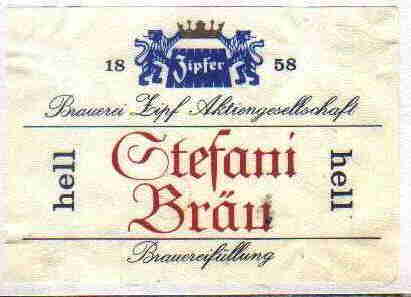 18 Zipfer 58
Brauerei Zipf Aktiengesellschaft
hell Stefani hell
Bräu
Brauereifüllung